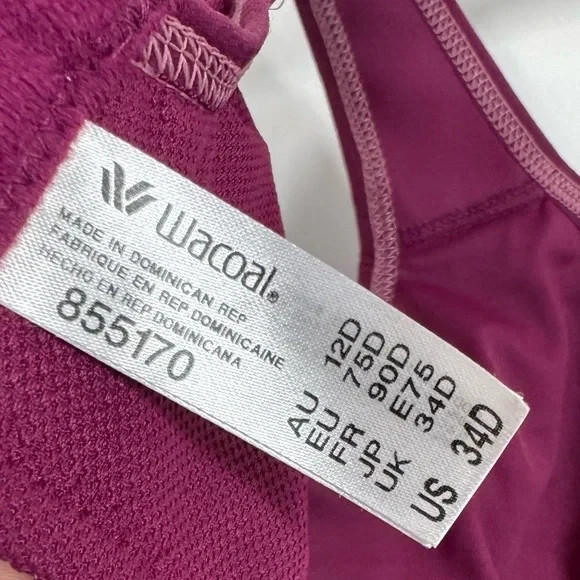 Wacoal®
MADE IN DOMINICAN REP
FABRIQUE EN REP DOMINICAINE
HECHO EN REP DOMINICANA
855170
AU 12D
EU 75D
FR 90D
JP E75
UK 34D
US 34D